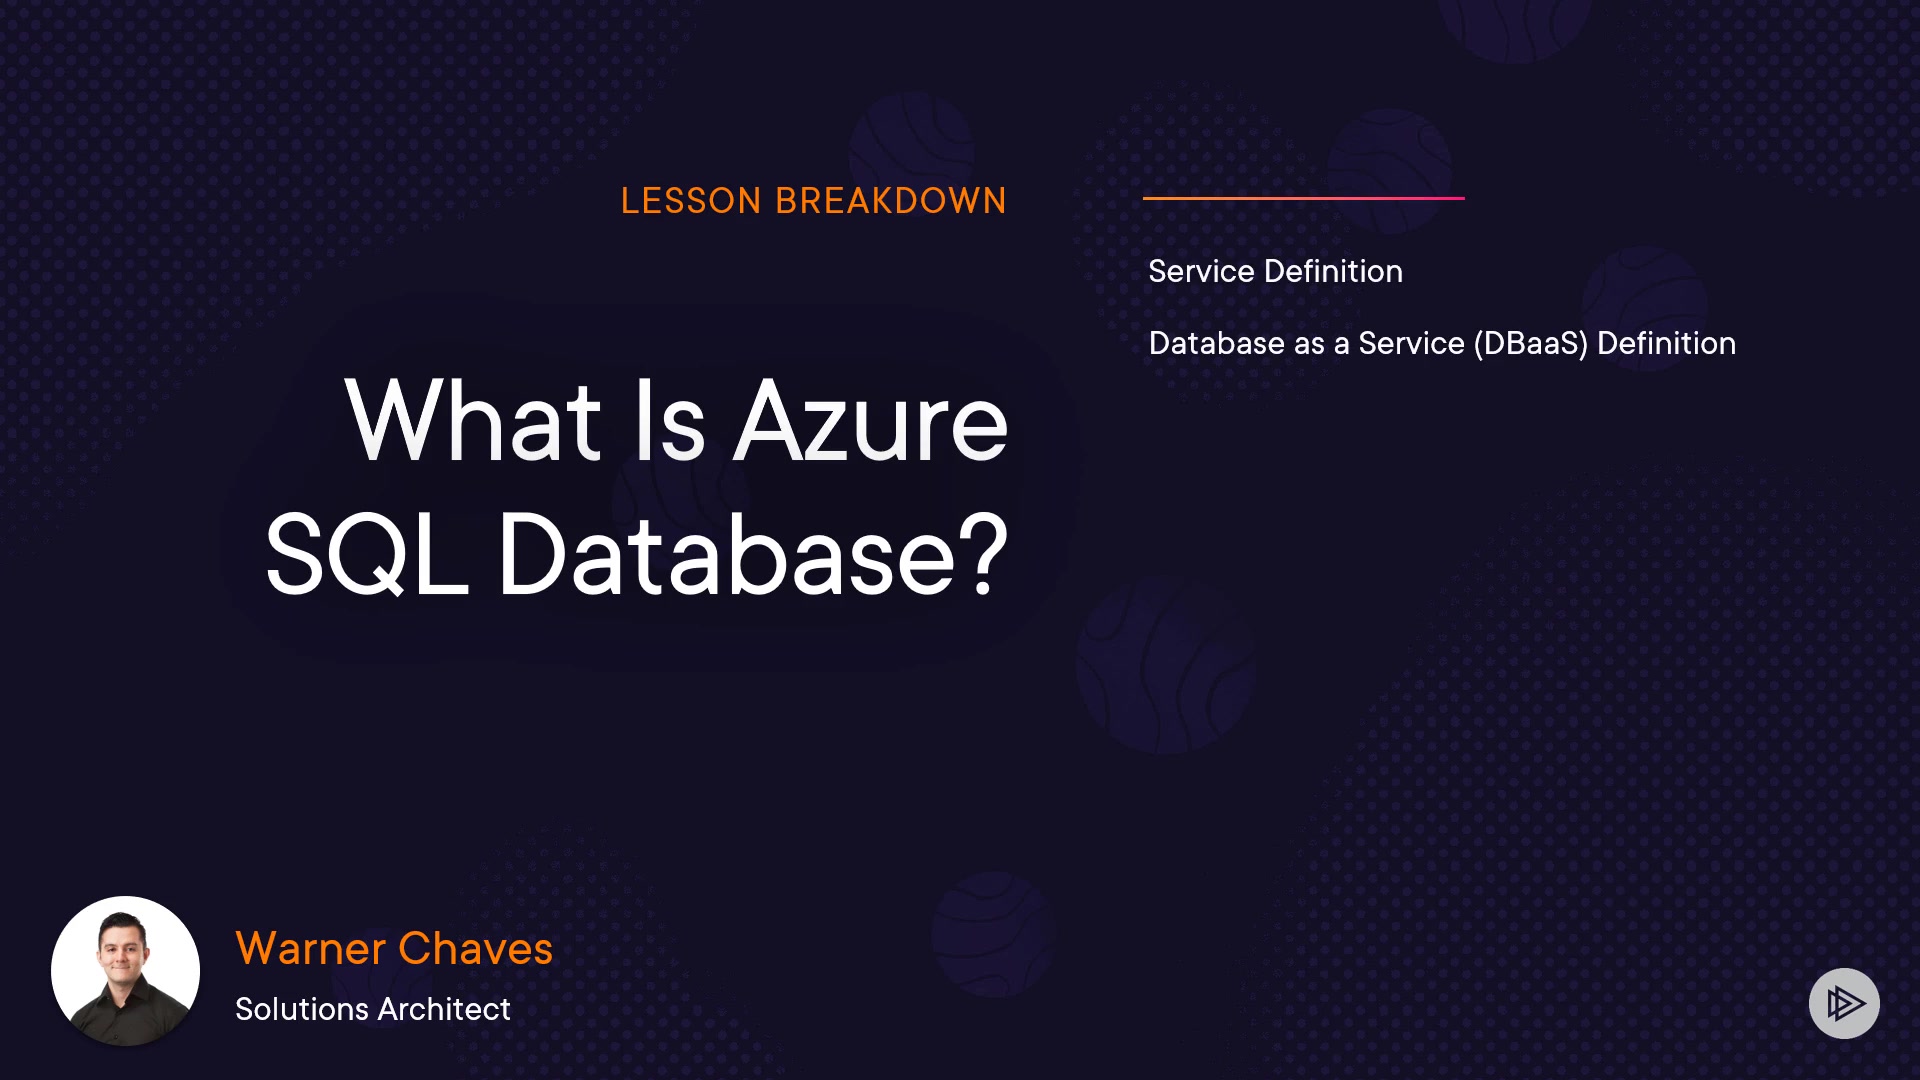 LESSON BREAKDOWN
What Is Azure
SQL Database?
Service Definition
Database as a Service (DBaaS) Definition
Warner Chaves
Solutions Architect